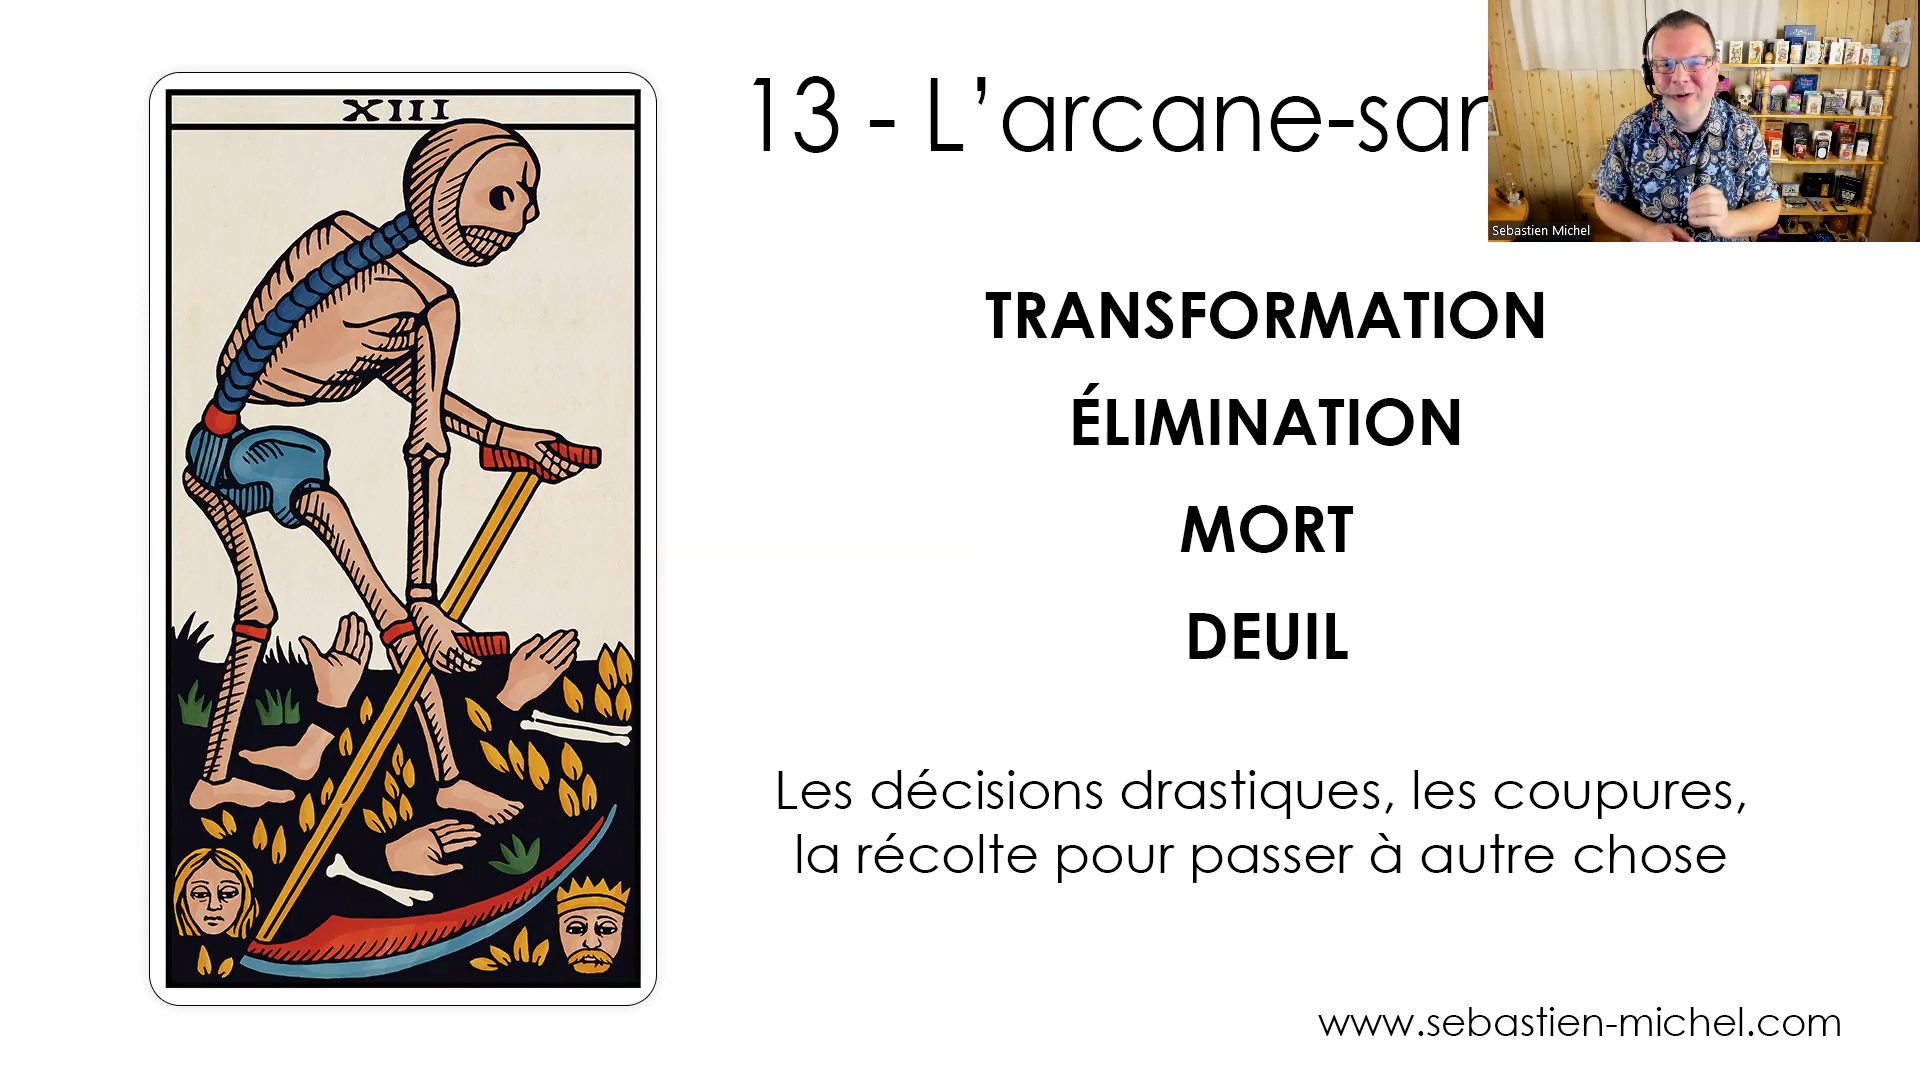 XIII
13 - L’arcane-san
Sebastien Michel
TRANSFORMATION
ÉLIMINATION
MORT
DEUIL
Les décisions drastiques, les coupures,
la récolte pour passer à autre chose
www.sebastien-michel.com